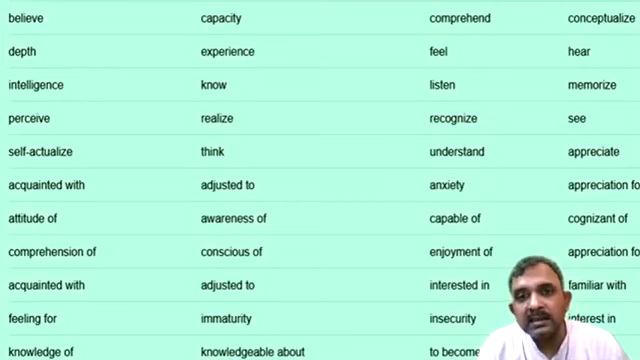 believe capacity comprehend conceptualize
depth experience feel hear
intelligence know listen memorize
perceive realize recognize see
self-actualize think understand appreciate
acquainted with adjusted to anxiety appreciation fo
attitude of awareness of capable of cognizant of
comprehension of conscious of enjoyment of appreciation fo
acquainted with adjusted to interested in familiar with
feeling for immaturity insecurity interest in
knowledge of knowledgeable about to become